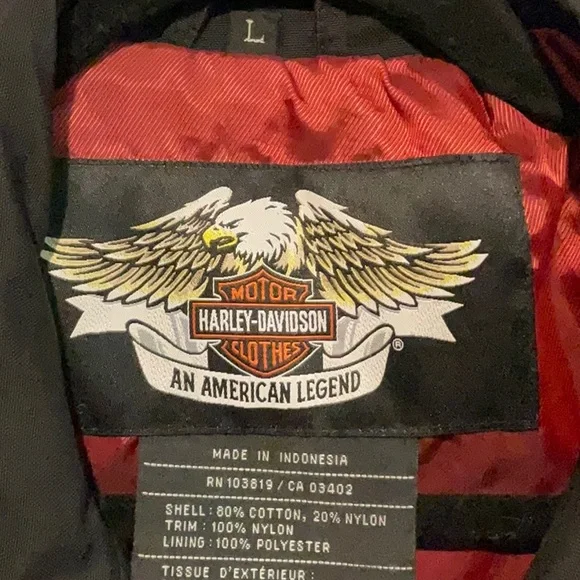 L
MOTOR
HARLEY-DAVIDSON
CLOTHES
®
AN AMERICAN LEGEND
MADE IN INDONESIA
RN 103819 / CA 03402
SHELL: 80% COTTON, 20% NYLON
TRIM: 100% NYLON
LINING: 100% POLYESTER
TISSUE D'EXTÉRIEUR: